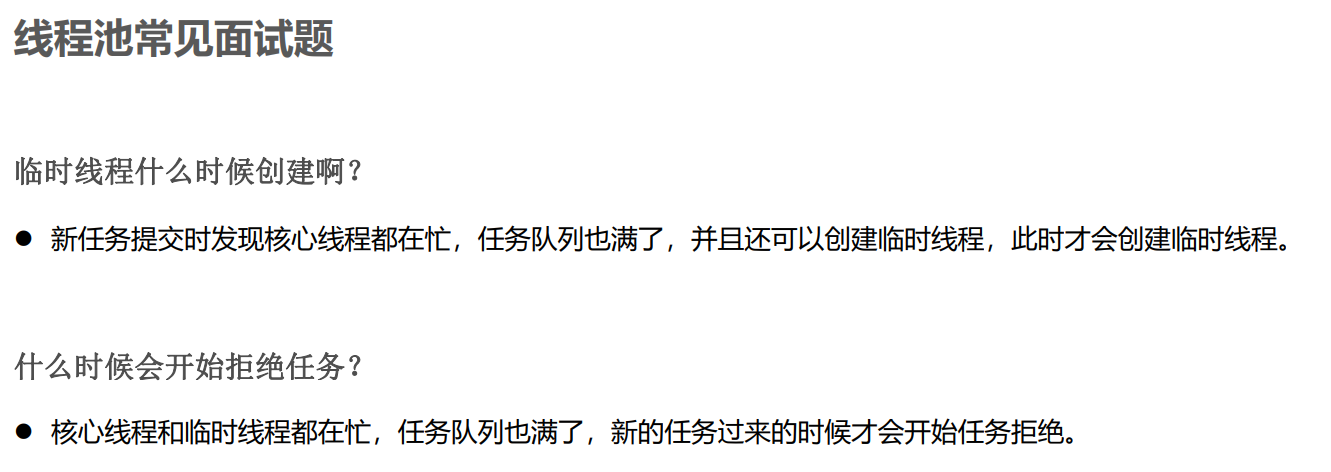 线程池常见面试题
临时线程什么时候创建啊？
● 新任务提交时发现核心线程都在忙，任务队列也满了，并且还可以创建临时线程，此时才会创建临时线程。
什么时候会开始拒绝任务？
● 核心线程和临时线程都在忙，任务队列也满了，新的任务过来的时候才会开始任务拒绝。